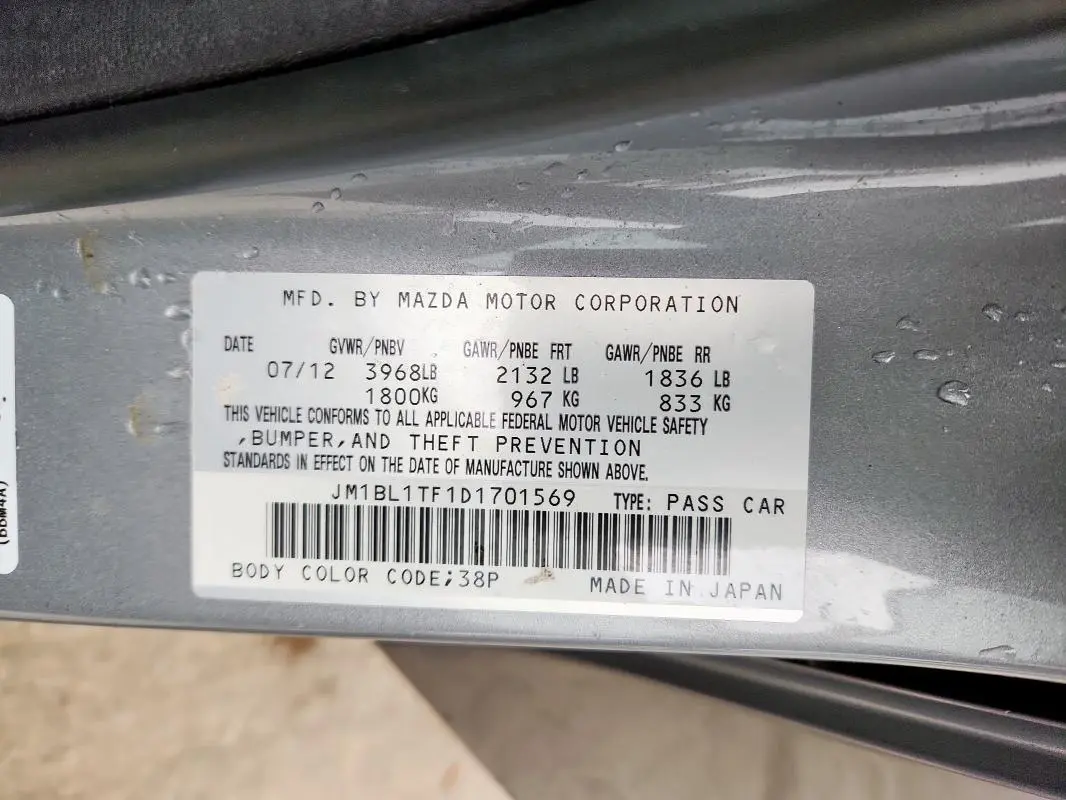 MFD. BY MAZDA MOTOR CORPORATION
DATE GVWR/PNBV GAWR/PNBE FRT GAWR/PNBE RR
07/12 3968LB 2132 LB 1836 LB
1800KG 967 KG 833 KG
THIS VEHICLE CONFORMS TO ALL APPLICABLE FEDERAL MOTOR VEHICLE SAFETY
,BUMPER,AND THEFT PREVENTION
STANDARDS IN EFFECT ON THE DATE OF MANUFACTURE SHOWN ABOVE.
JM1BL1TF1D1701569 TYPE: PASS CAR
BODY COLOR CODE;38P MADE IN JAPAN
(BBM4A)